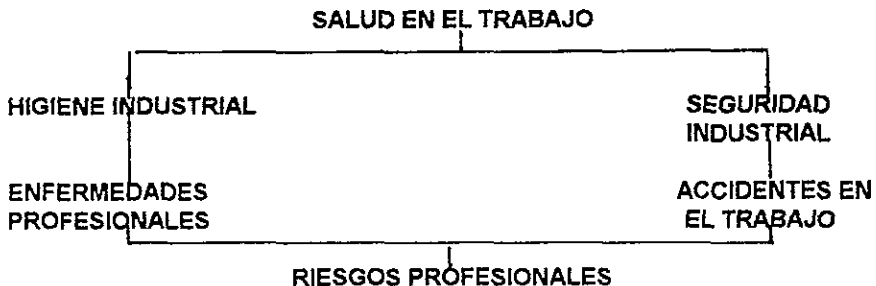 SALUD EN EL TRABAJO
HIGIENE INDUSTRIAL
SEGURIDAD
INDUSTRIAL
ENFERMEDADES
PROFESIONALES
ACCIDENTES EN
EL TRABAJO
RIESGOS PROFESIONALES